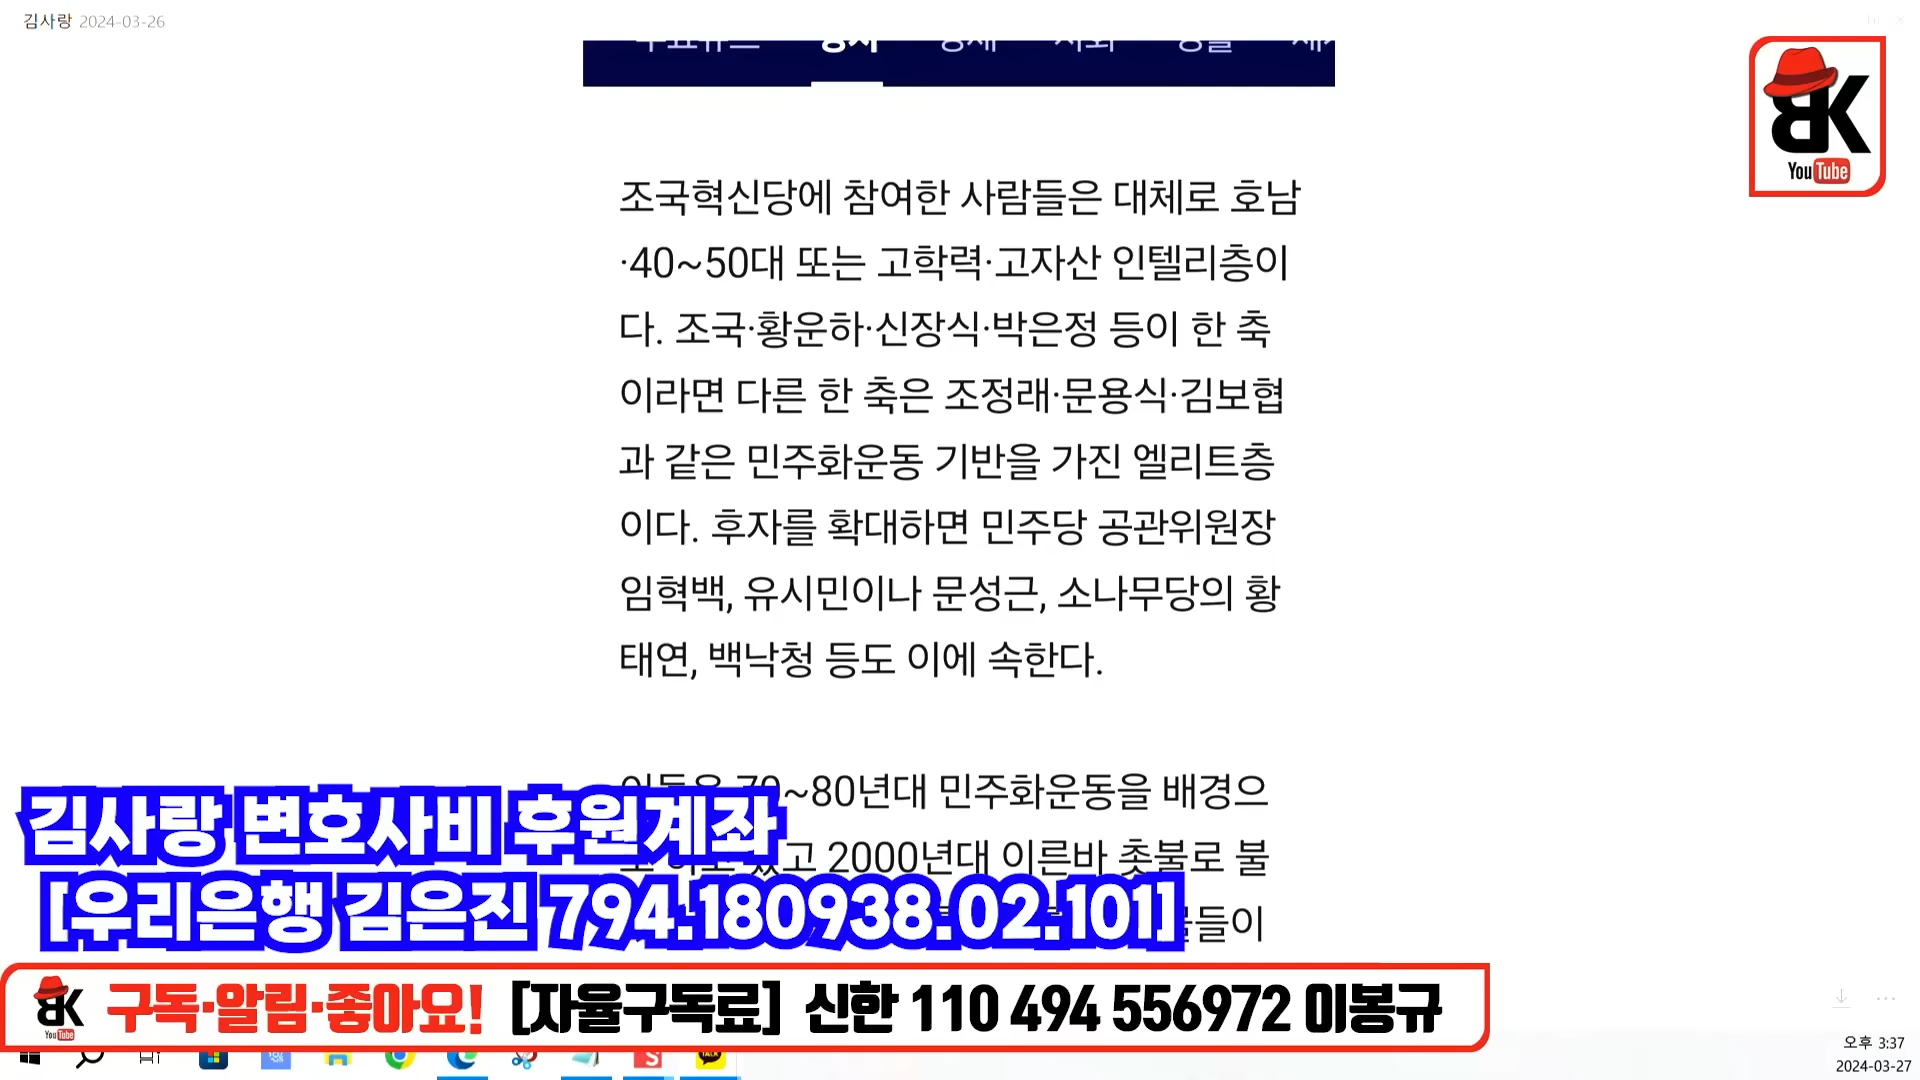 김사랑 2024-03-26
BK
YouTube
조국혁신당에 참여한 사람들은 대체로 호남
·40~50대 또는 고학력·고자산 인텔리층이
다. 조국·황운하·신장식·박은정 등이 한 축
이라면 다른 한 축은 조정래·문용식·김보협
과 같은 민주화운동 기반을 가진 엘리트층
이다. 후자를 확대하면 민주당 공관위원장
임혁백, 유시민이나 문성근, 소나무당의 황
태연, 백낙청 등도 이에 속한다.
~80년대 민주화운동을 배경으
2000년대 이른바 촛불로 불
김사랑 변호사비 후원계좌
[우리은행 김은진 794.180938.02.101]
BK YouTube 구독·알림·좋아요! [자율구독료] 신한 110 494 556972 이봉규
TALK
오후 3:37
2024-03-27